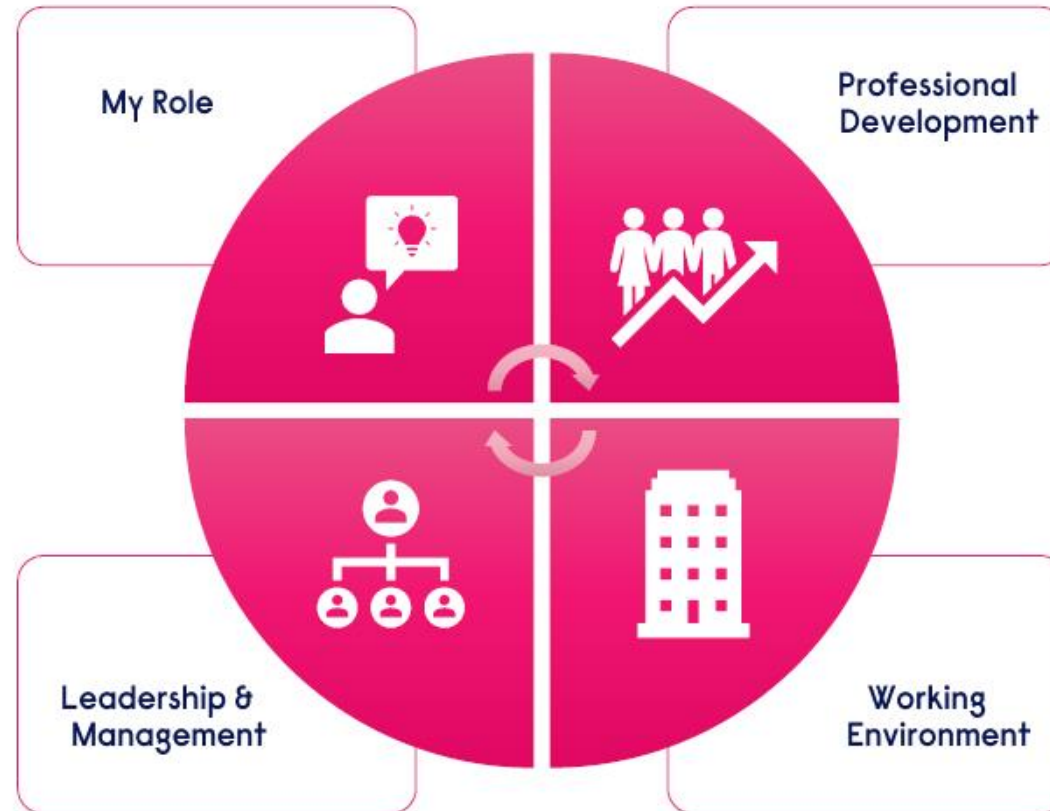 My Role
Professional
Development
Leadership &
Management
Working
Environment